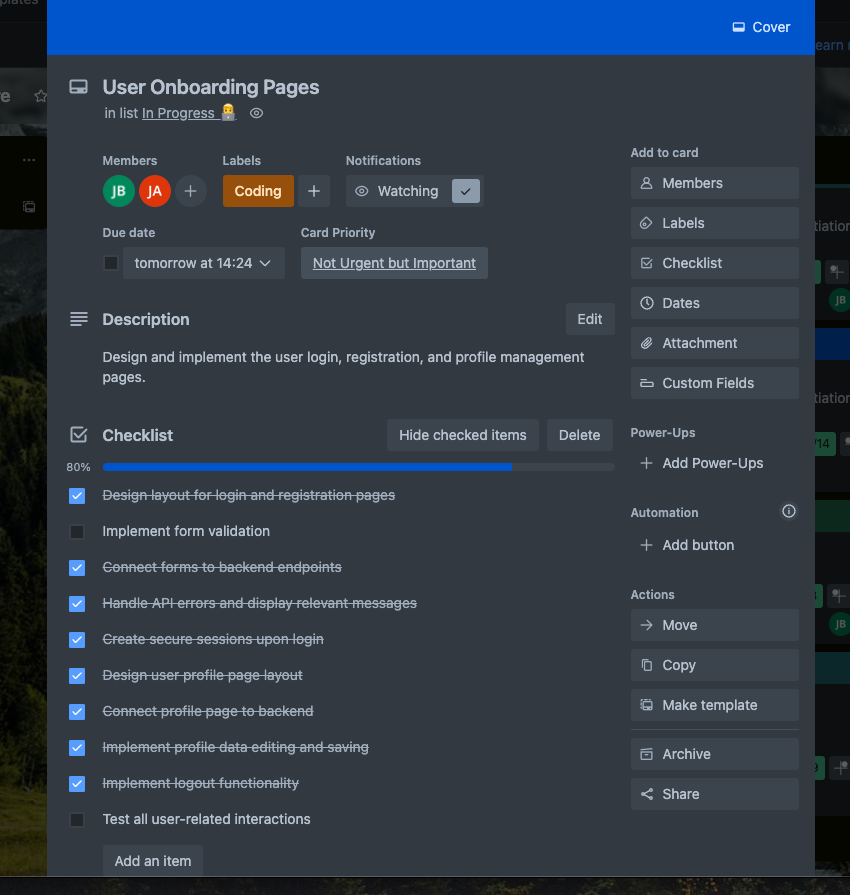 Cover
earn
User Onboarding Pages
in list In Progress
Members
Labels
Notifications
JB
JA
Coding
Watching
Due date
Card Priority
tomorrow at 14:24
Not Urgent but Important
Description
Edit
Design and implement the user login, registration, and profile management
pages.
Checklist
Hide checked items
Delete
80%
Design layout for login and registration pages
Implement form validation
Connect forms to backend endpoints
Handle API errors and display relevant messages
Create secure sessions upon login
Design user profile page layout
Connect profile page to backend
Implement profile data editing and saving
Implement logout functionality
Test all user-related interactions
Add an item
Add to card
Members
Labels
Checklist
Dates
Attachment
Custom Fields
Power-Ups
Add Power-Ups
Automation
Add button
Actions
Move
Copy
Make template
Archive
Share
JB
JB